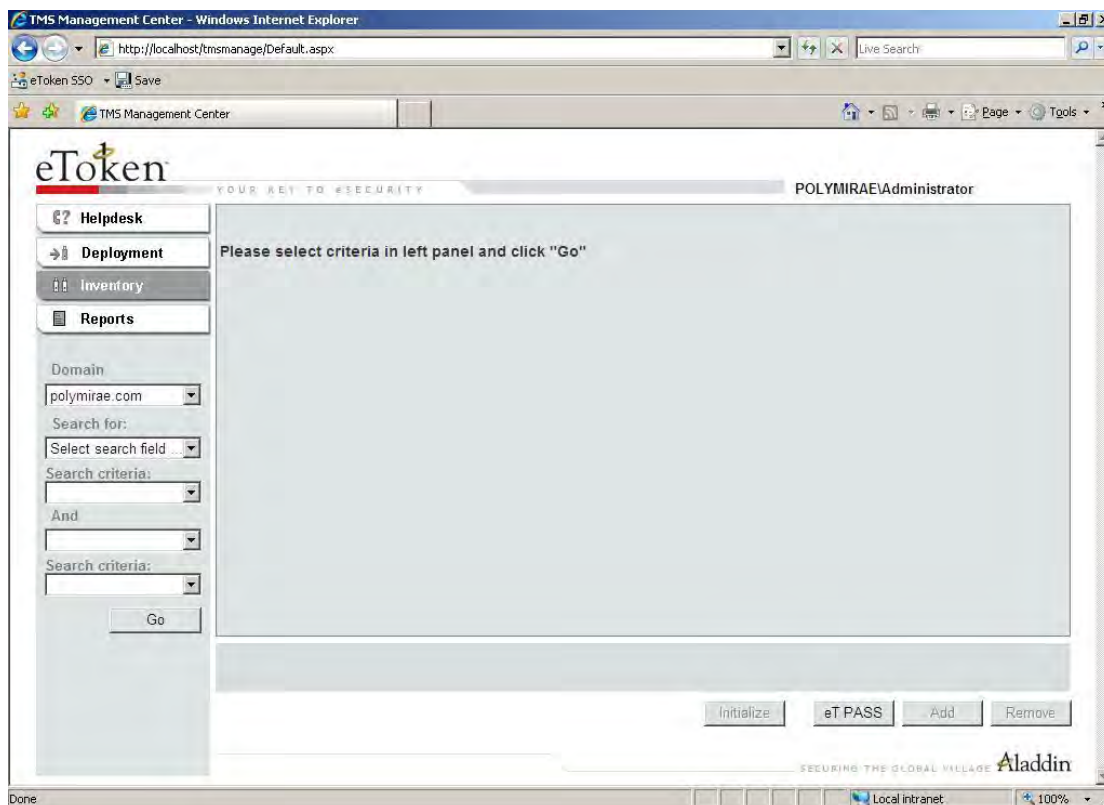 TMS Management Center - Windows Internet Explorer
http://localhost/tmsmanage/Default.aspx
Live Search
eToken SSO
Save
TMS Management Center
Page
Tools
eToken
YOUR KEY TO eSECURITY
POLYMIRAE\Administrator
Helpdesk
Deployment
Please select criteria in left panel and click "Go"
Inventory
Reports
Domain
polymirae.com
Search for:
Select search field ...
Search criteria:
And
Search criteria:
Go
Initialize
eT PASS
Add
Remove
SECURING THE GLOBAL VILLAGE
Aladdin
Done
Local intranet
100%